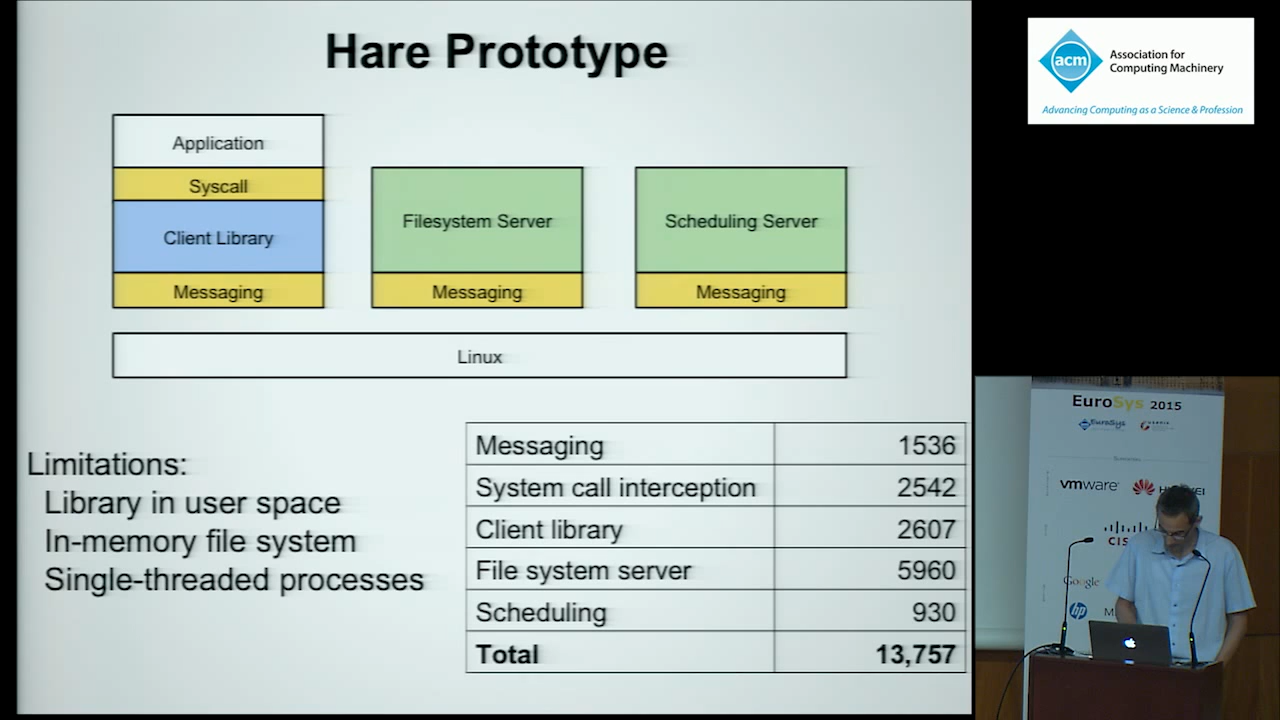 Hare Prototype
Application
Syscall
Client Library
Messaging
Filesystem Server
Messaging
Scheduling Server
Messaging
Linux
Limitations:
Library in user space
In-memory file system
Single-threaded processes
Messaging 1536
System call interception 2542
Client library 2607
File system server 5960
Scheduling 930
Total 13,757
acm
Association for
Computing Machinery
Advancing Computing as a Science & Profession
EuroSys 2015
EuroSys
vmware
Google
hp